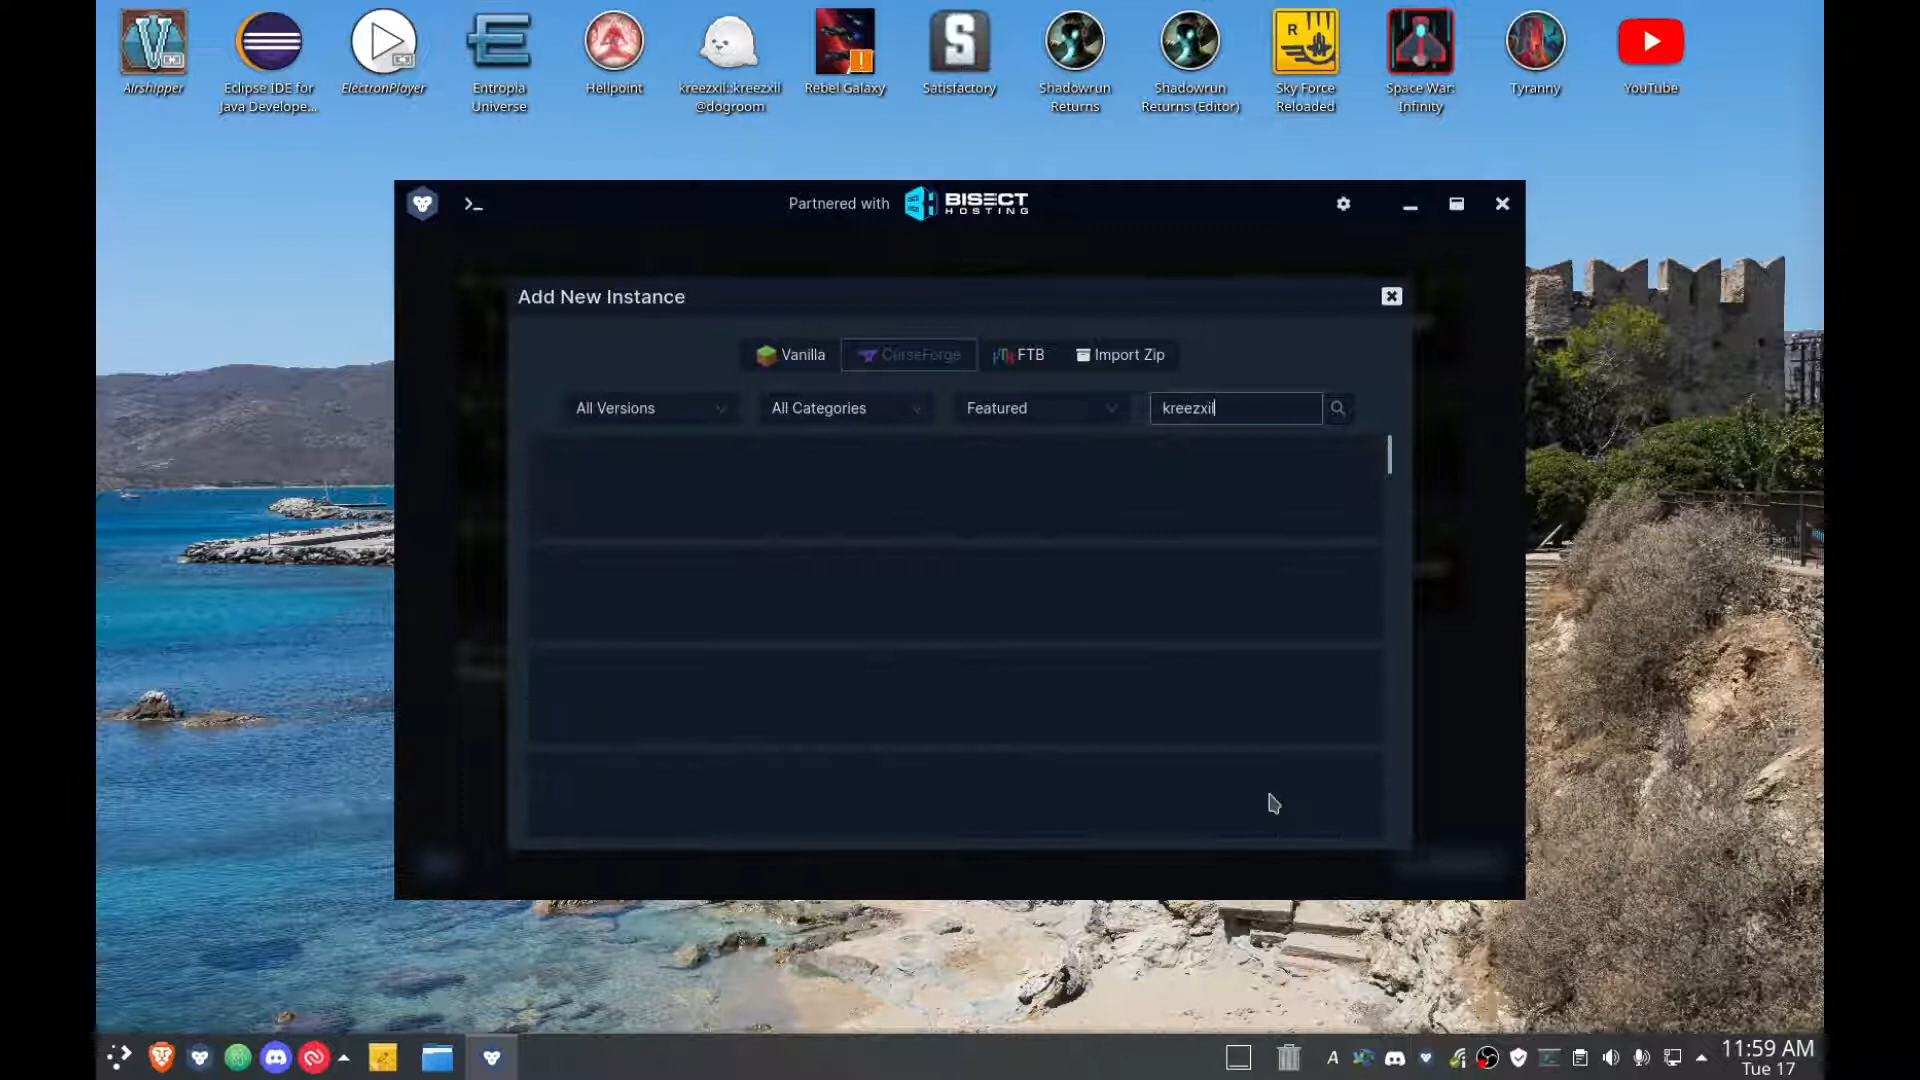 Airshipper
Eclipse IDE for
Java Develope...
ElectronPlayer
Entropia
Universe
Hellpoint
kreezxil::kreezxil
@dogroom
Rebel Galaxy
Satisfactory
Shadowrun
Returns
Shadowrun
Returns (Editor)
Sky Force
Reloaded
Space War:
Infinity
Tyranny
YouTube
>_
Partnered with
BISECT
HOSTING
Add New Instance
Vanilla
CurseForge
FTB
Import Zip
All Versions
All Categories
Featured
kreezxil
11:59 AM
Tue 17